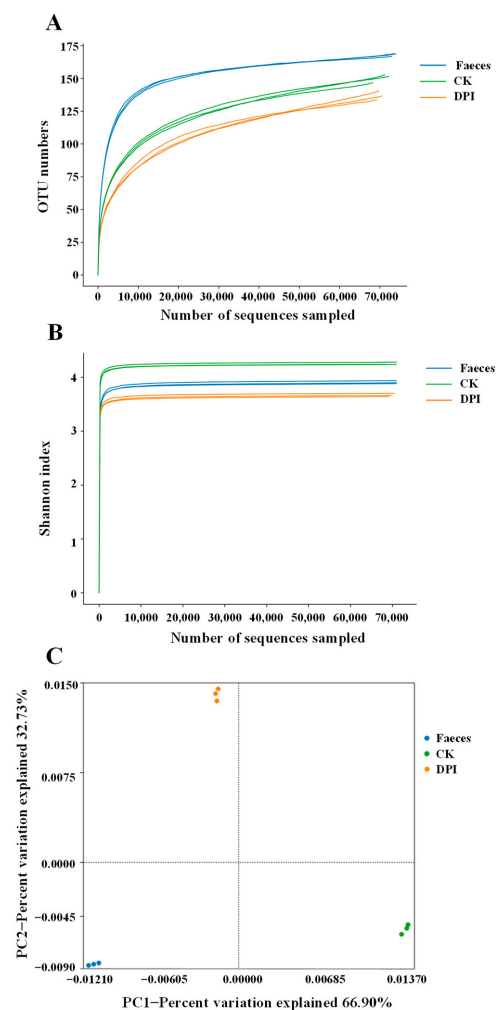 A
175
150
125
100
75
50
25
0
OTU numbers
0 10,000 20,000 30,000 40,000 50,000 60,000 70,000
Number of sequences sampled
Faeces
CK
DPI
B
4
3
2
1
0
Shannon index
0 10,000 20,000 30,000 40,000 50,000 60,000 70,000
Number of sequences sampled
Faeces
CK
DPI
C
0.0150
0.0075
0.0000
−0.0045
−0.0090
PC2−Percent variation explained 32.73%
−0.01210 −0.00605 0.00000 0.00685 0.01370
PC1−Percent variation explained 66.90%
Faeces
CK
DPI